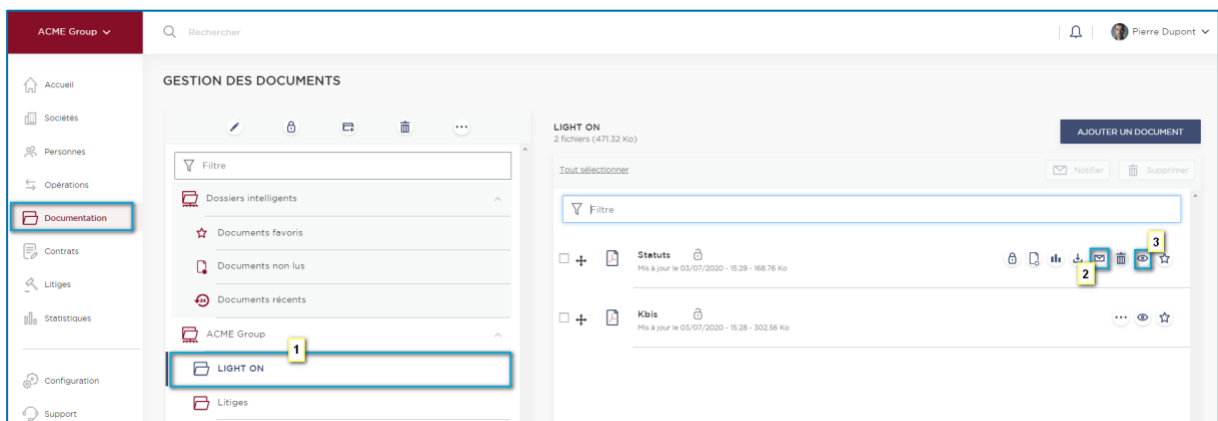 ACME Group
Rechercher
Pierre Dupont
Accueil
Sociétés
Personnes
Opérations
Documentation
Contrats
Litiges
Statistiques
Configuration
Support
GESTION DES DOCUMENTS
Filtre
Dossiers intelligents
Documents favoris
Documents non lus
Documents récents
ACME Group
1
LIGHT ON
Litiges
LIGHT ON
2 fichiers (471.32 Ko)
AJOUTER UN DOCUMENT
Tout sélectionner
Notifier
Supprimer
Filtre
Statuts
Mis à jour le 03/07/2020 - 15:29 - 168.76 Ko
2
3
Kbis
Mis à jour le 03/07/2020 - 15:28 - 302.56 Ko